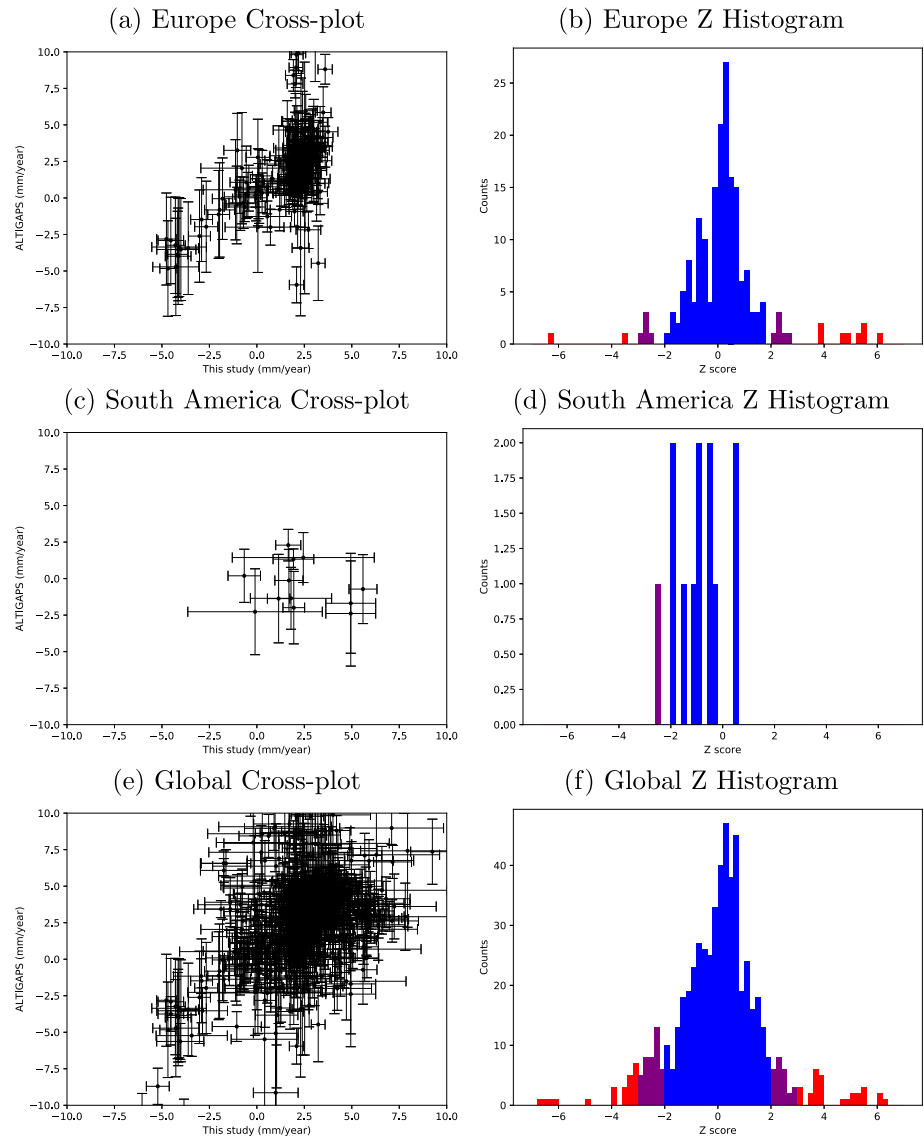 (a) Europe Cross-plot
(b) Europe Z Histogram
10.0
7.5
5.0
2.5
0.0
−2.5
−5.0
−7.5
−10.0
ALTIGAPS (mm/year)
−10.0 −7.5 −5.0 −2.5 0.0 2.5 5.0 7.5 10.0
This study (mm/year)
25
20
15
10
5
0
Counts
−6 −4 −2 0 2 4 6
Z score
(c) South America Cross-plot
(d) South America Z Histogram
10.0
7.5
5.0
2.5
0.0
−2.5
−5.0
−7.5
−10.0
ALTIGAPS (mm/year)
−10.0 −7.5 −5.0 −2.5 0.0 2.5 5.0 7.5 10.0
This study (mm/year)
2.00
1.75
1.50
1.25
1.00
0.75
0.50
0.25
0.00
Counts
−6 −4 −2 0 2 4 6
Z score
(e) Global Cross-plot
(f) Global Z Histogram
10.0
7.5
5.0
2.5
0.0
−2.5
−5.0
−7.5
−10.0
ALTIGAPS (mm/year)
−10.0 −7.5 −5.0 −2.5 0.0 2.5 5.0 7.5 10.0
This study (mm/year)
40
30
20
10
0
Counts
−6 −4 −2 0 2 4 6
Z score